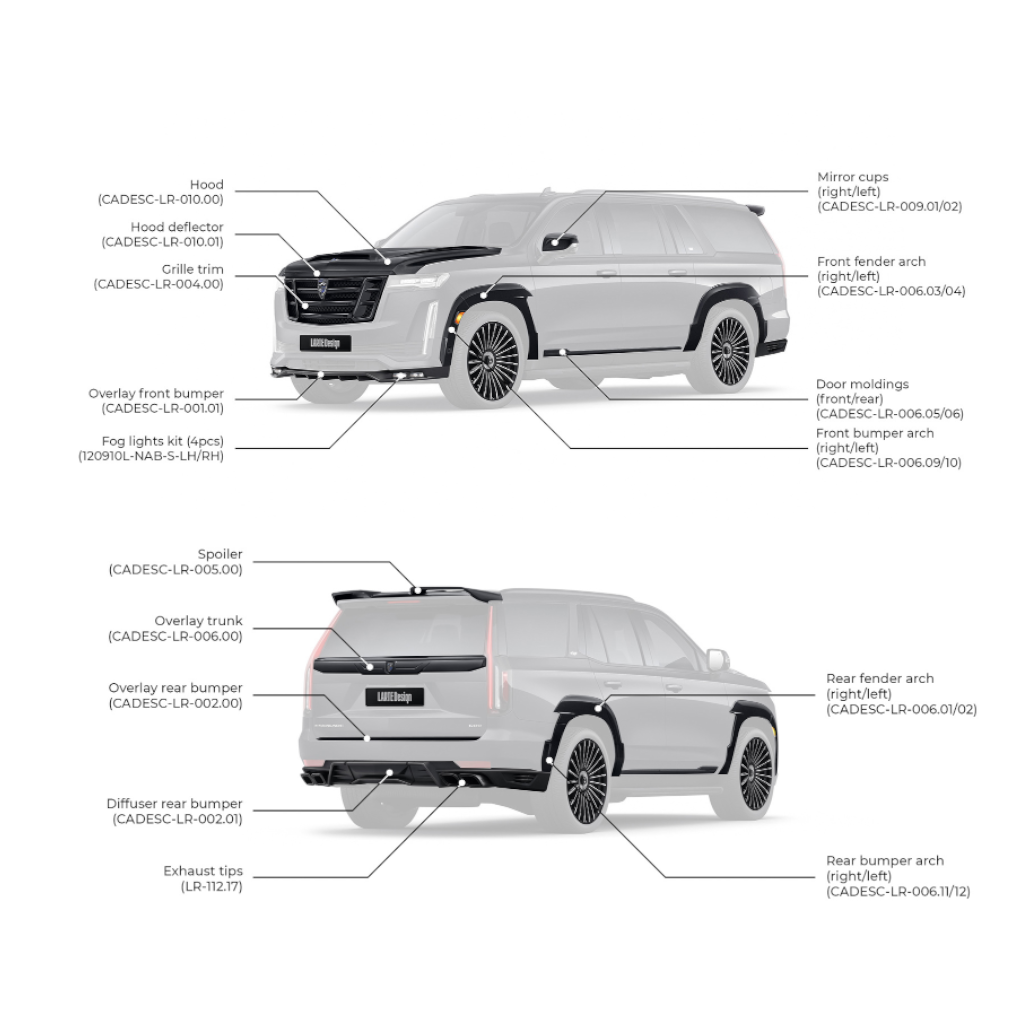 Hood
(CADESC-LR-010.00)
Hood deflector
(CADESC-LR-010.01)
Grille trim
(CADESC-LR-004.00)
Overlay front bumper
(CADESC-LR-001.01)
Fog lights kit (4pcs)
(120910L-NAB-S-LH/RH)
Mirror cups
(right/left)
(CADESC-LR-009.01/02)
Front fender arch
(right/left)
(CADESC-LR-006.03/04)
Door moldings
(front/rear)
(CADESC-LR-006.05/06)
Front bumper arch
(right/left)
(CADESC-LR-006.09/10)
LARTE Design
Spoiler
(CADESC-LR-005.00)
Overlay trunk
(CADESC-LR-006.00)
Overlay rear bumper
(CADESC-LR-002.00)
Diffuser rear bumper
(CADESC-LR-002.01)
Exhaust tips
(LR-112.17)
LARTE Design
Rear fender arch
(right/left)
(CADESC-LR-006.01/02)
Rear bumper arch
(right/left)
(CADESC-LR-006.11/12)